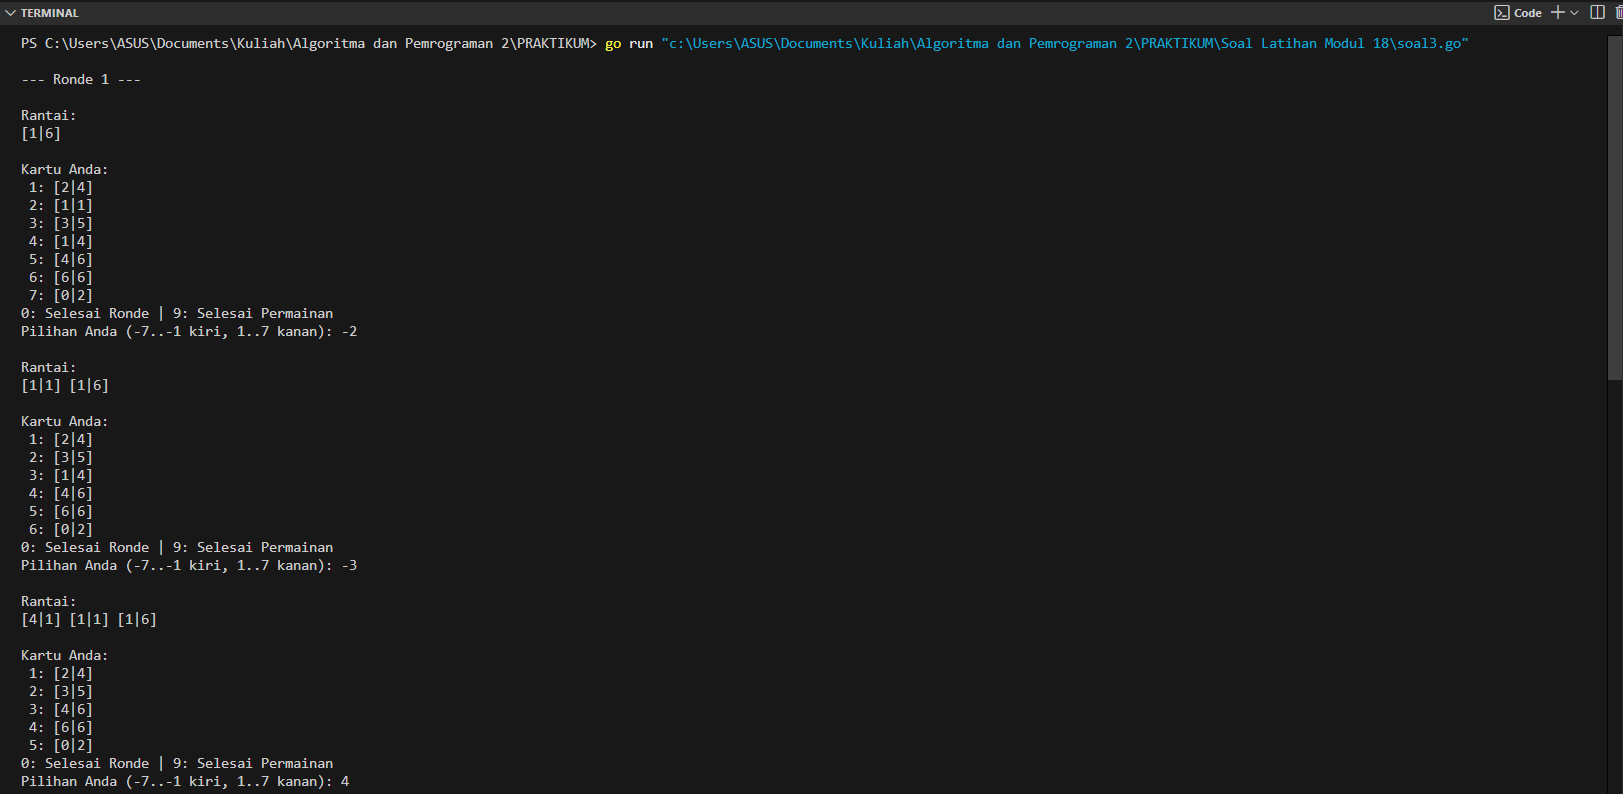 TERMINAL
Code
PS C:\Users\ASUS\Documents\Kuliah\Algoritma dan Pemrograman 2\PRAKTIKUM> go run "c:\Users\ASUS\Documents\Kuliah\Algoritma dan Pemrograman 2\PRAKTIKUM\Soal Latihan Modul 18\soal3.go"
--- Ronde 1 ---
Rantai:
[1|6]
Kartu Anda:
1: [2|4]
2: [1|1]
3: [3|5]
4: [1|4]
5: [4|6]
6: [6|6]
7: [0|2]
0: Selesai Ronde | 9: Selesai Permainan
Pilihan Anda (-7..-1 kiri, 1..7 kanan): -2
Rantai:
[1|1] [1|6]
Kartu Anda:
1: [2|4]
2: [3|5]
3: [1|4]
4: [4|6]
5: [6|6]
6: [0|2]
0: Selesai Ronde | 9: Selesai Permainan
Pilihan Anda (-7..-1 kiri, 1..7 kanan): -3
Rantai:
[4|1] [1|1] [1|6]
Kartu Anda:
1: [2|4]
2: [3|5]
3: [4|6]
4: [6|6]
5: [0|2]
0: Selesai Ronde | 9: Selesai Permainan
Pilihan Anda (-7..-1 kiri, 1..7 kanan): 4